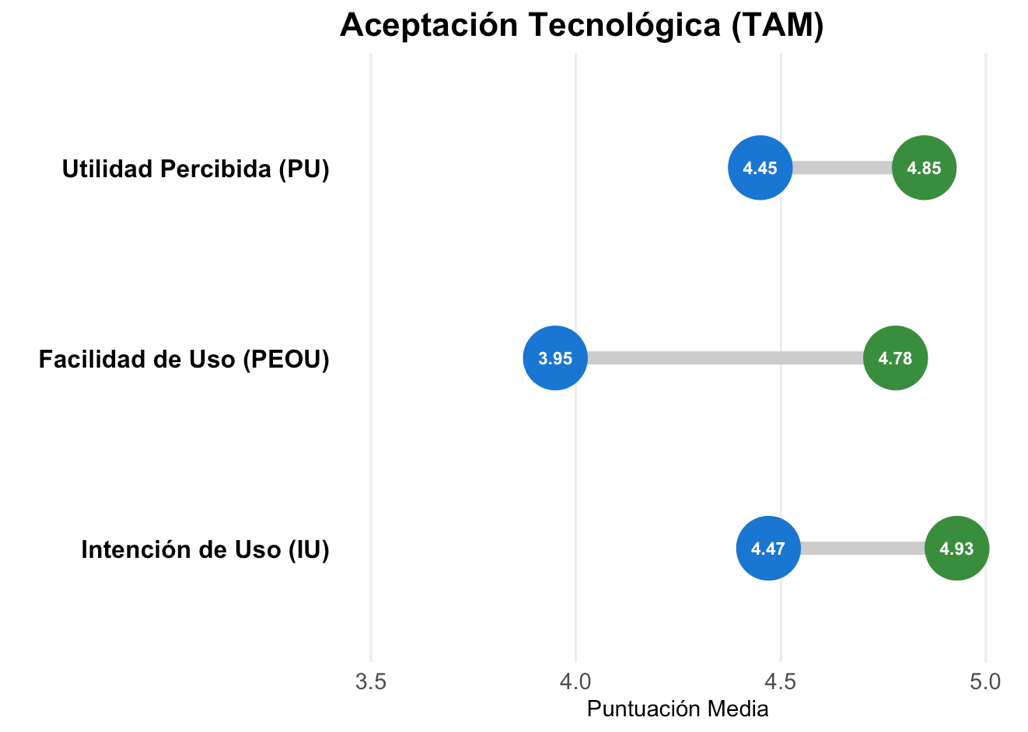 Aceptación Tecnológica (TAM)
Utilidad Percibida (PU)
4.45
4.85
Facilidad de Uso (PEOU)
3.95
4.78
Intención de Uso (IU)
4.47
4.93
3.5
4.0
4.5
5.0
Puntuación Media